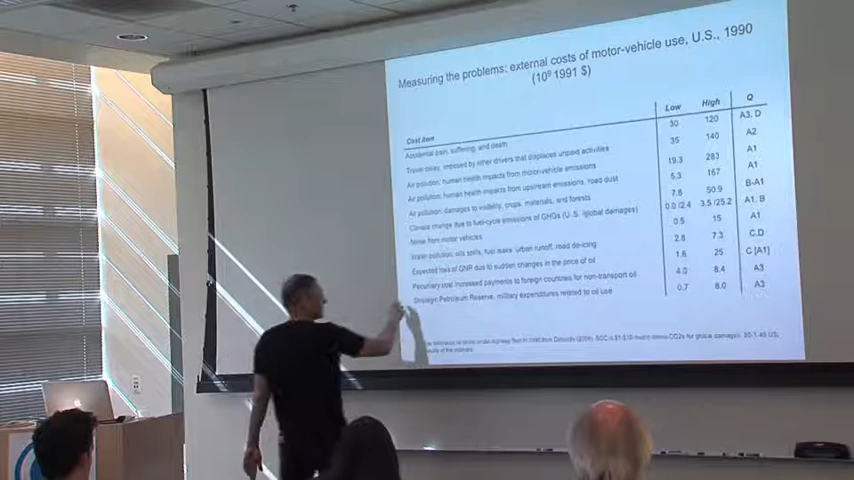 Measuring the problems: external costs of motor-vehicle use, U.S., 1990
(10⁹ 1991 $)
Cost item Low High Q
Accidental pain, suffering, and death 30 120 A3, D
Travel delay, imposed by other drivers that displaces unpaid activities 35 140 A2
Air pollution, human health impacts from motor-vehicle emissions 19.3 283 A1
Air pollution, human health impacts from upstream emissions, road dust 5.3 167 A1
Air pollution, damages to visibility, crops, materials, and forests 7.8 50.9 B-A1
Climate change due to fuel-cycle emissions of GHGs (U.S. /global damages) 0.0/2.4 3.5/25.2 A1, B
Noise from motor vehicles 0.5 15 A1
Water pollution: oil spills, fuel leaks, urban runoff, road de-icing 2.8 7.3 C,D
Expected loss of GNP due to sudden changes in the price of oil 1.8 25 C [A1]
Pecuniary cost increased payments to foreign countries for non-transport oil 4.0 8.4 A3
Strategic Petroleum Reserve, military expenditures related to oil use 0.7 8.0 A3